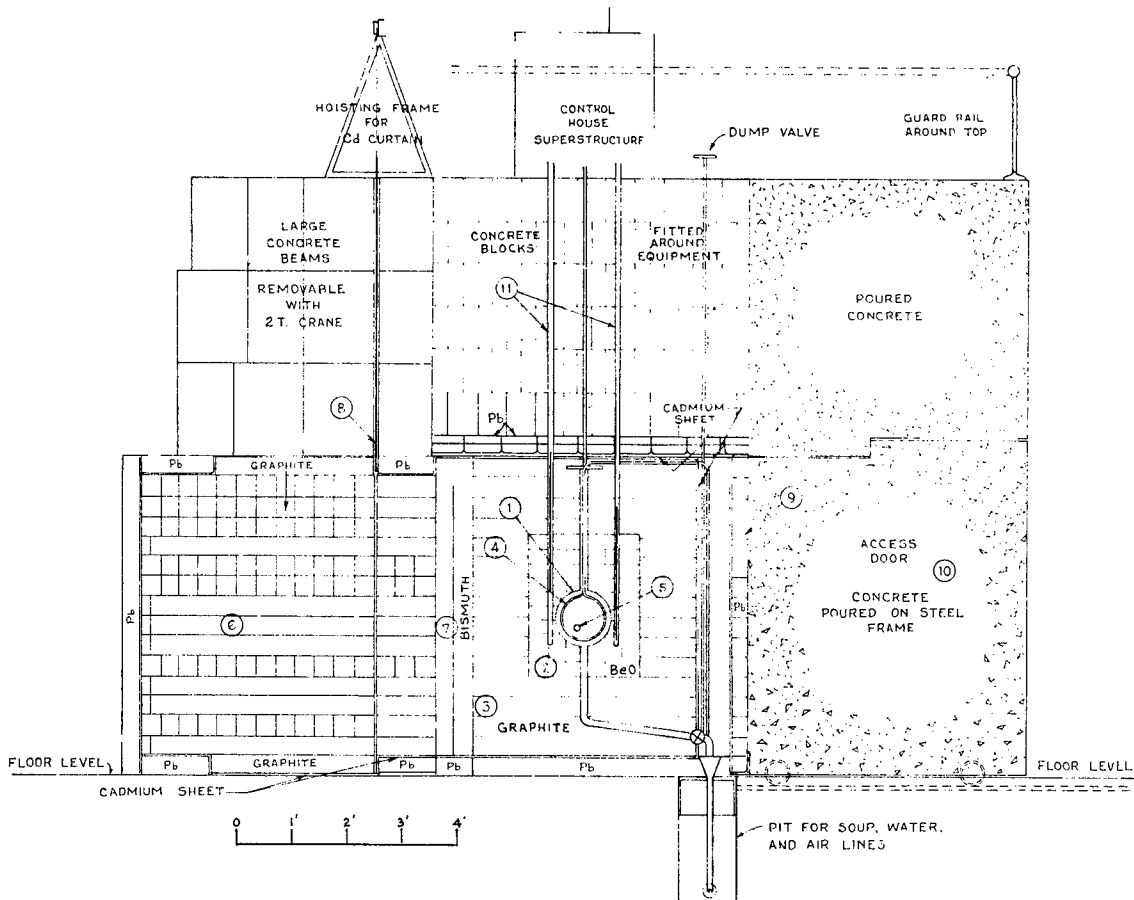 HOISTING FRAME
FOR
Cd CURTAIN
CONTROL
HOUSE
SUPERSTRUCTURE
DUMP VALVE
GUARD RAIL
AROUND TOP
LARGE
CONCRETE
BEAMS
REMOVABLE
WITH
2 T. CRANE
CONCRETE
BLOCKS
FITTED
AROUND
EQUIPMENT
11
POURED
CONCRETE
8
Pb
CADMIUM
SHEET
Pb
GRAPHITE
Pb
1
9
4
ACCESS
DOOR
10
5
CONCRETE
POURED ON STEEL
FRAME
Pb
6
7
BISMUTH
Pb
2
BeO
3
GRAPHITE
FLOOR LEVEL
Pb
GRAPHITE
Pb
Pb
Pb
FLOOR LEVEL
CADMIUM SHEET
0
1'
2'
3'
4'
PIT FOR SOUP, WATER,
AND AIR LINES